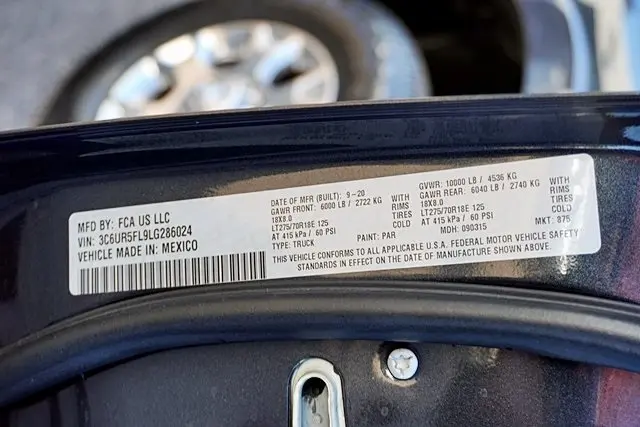 MFD BY: FCA US LLC
VIN: 3C6UR5FL9LG286024
VEHICLE MADE IN: MEXICO
DATE OF MFR (BUILT): 9-20
GAWR FRONT: 6000 LB / 2722 KG WITH
18X8.0 RIMS
LT275/70R18E 125 TIRES
AT 415 kPa / 60 PSI COLD
TYPE: TRUCK PAINT: PAR
GVWR: 10000 LB / 4536 KG
GAWR REAR: 6040 LB / 2740 KG WITH
18X8.0 RIMS
LT275/70R18E 125 TIRES
AT 415 kPa / 60 PSI COLD
MDH: 090315 MKT: 875
THIS VEHICLE CONFORMS TO ALL APPLICABLE U.S.A. FEDERAL MOTOR VEHICLE SAFETY
STANDARDS IN EFFECT ON THE DATE OF MANUFACTURE SHOWN ABOVE.